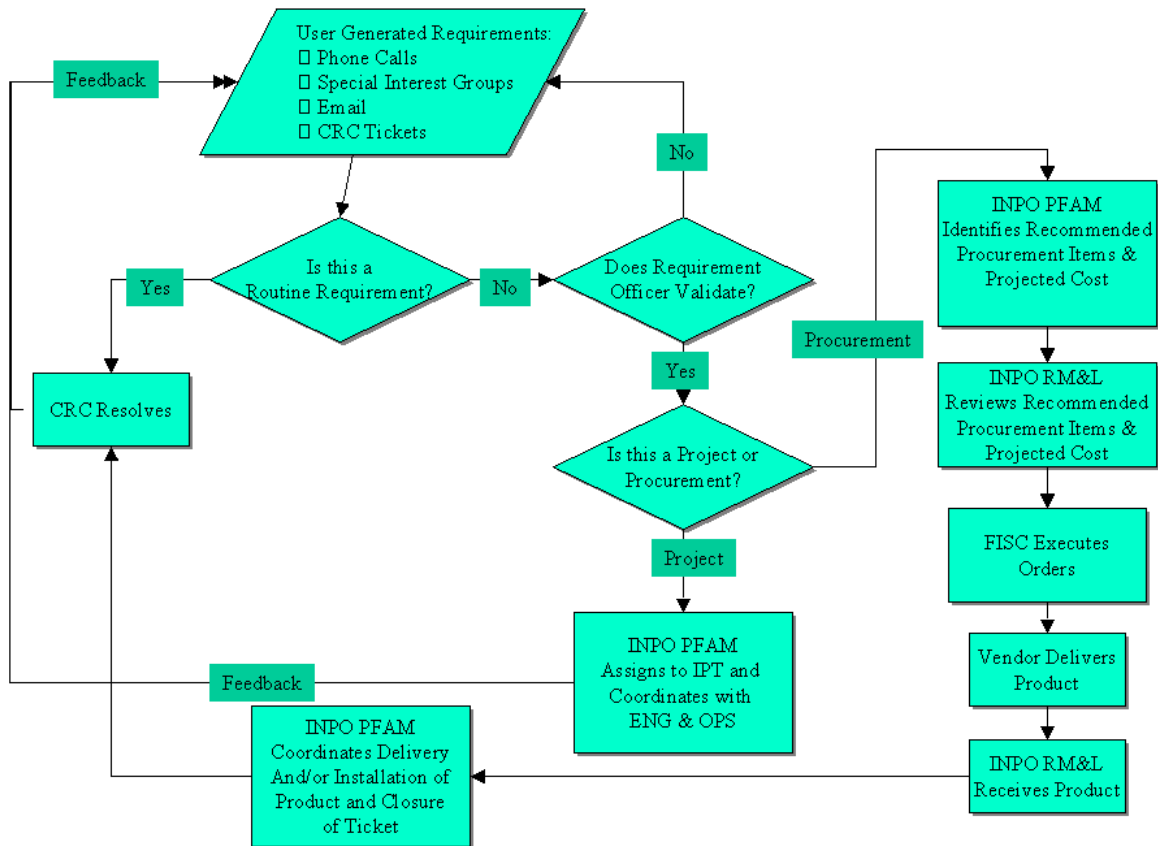 User Generated Requirements:
▯ Phone Calls
▯ Special Interest Groups
▯ Email
▯ CRC Tickets
Feedback
No
Is this a
Routine Requirement?
Yes
No
Does Requirement
Officer Validate?
Yes
CRC Resolves
Is this a Project or
Procurement?
Procurement
Project
INPO PFAM
Identifies Recommended
Procurement Items &
Projected Cost
INPO RM&L
Reviews Recommended
Procurement Items &
Projected Cost
FISC Executes
Orders
Vendor Delivers
Product
INPO RM&L
Receives Product
INPO PFAM
Assigns to IPT and
Coordinates with
ENG & OPS
Feedback
INPO PFAM
Coordinates Delivery
And/or Installation of
Product and Closure
of Ticket